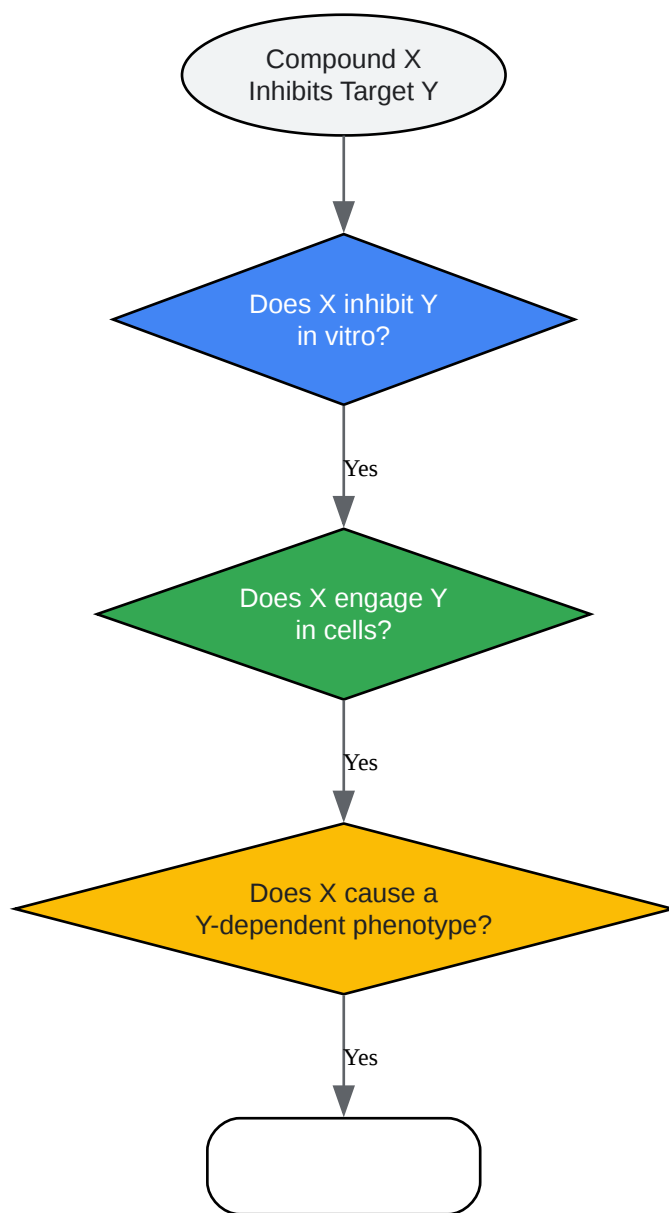 Compound X
Inhibits Target Y
Does X inhibit Y
in vitro?
Yes
Does X engage Y
in cells?
Yes
Does X cause a
Y-dependent phenotype?
Yes